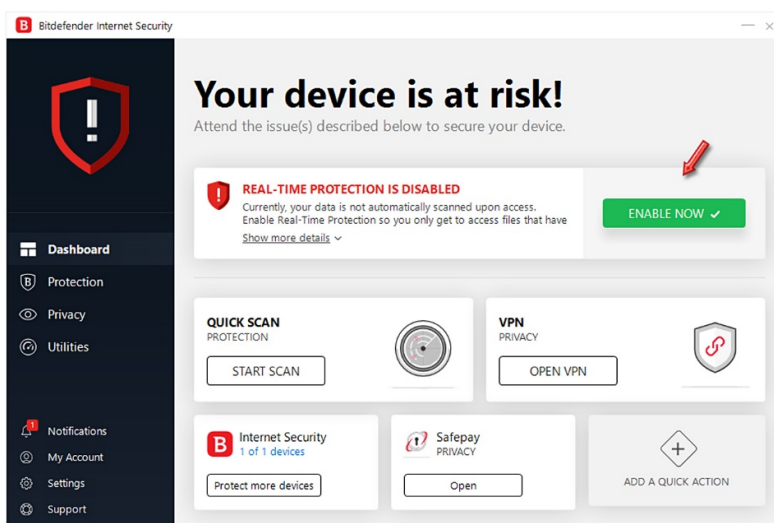 B Bitdefender Internet Security
Your device is at risk!
Attend the issue(s) described below to secure your device.
REAL-TIME PROTECTION IS DISABLED
Currently, your data is not automatically scanned upon access.
Enable Real-Time Protection so you only get to access files that have
Show more details
ENABLE NOW
Dashboard
B Protection
Privacy
Utilities
QUICK SCAN
PROTECTION
START SCAN
VPN
PRIVACY
OPEN VPN
1
Notifications
My Account
Settings
Support
B Internet Security
1 of 1 devices
Protect more devices
Safepay
PRIVACY
Open
ADD A QUICK ACTION